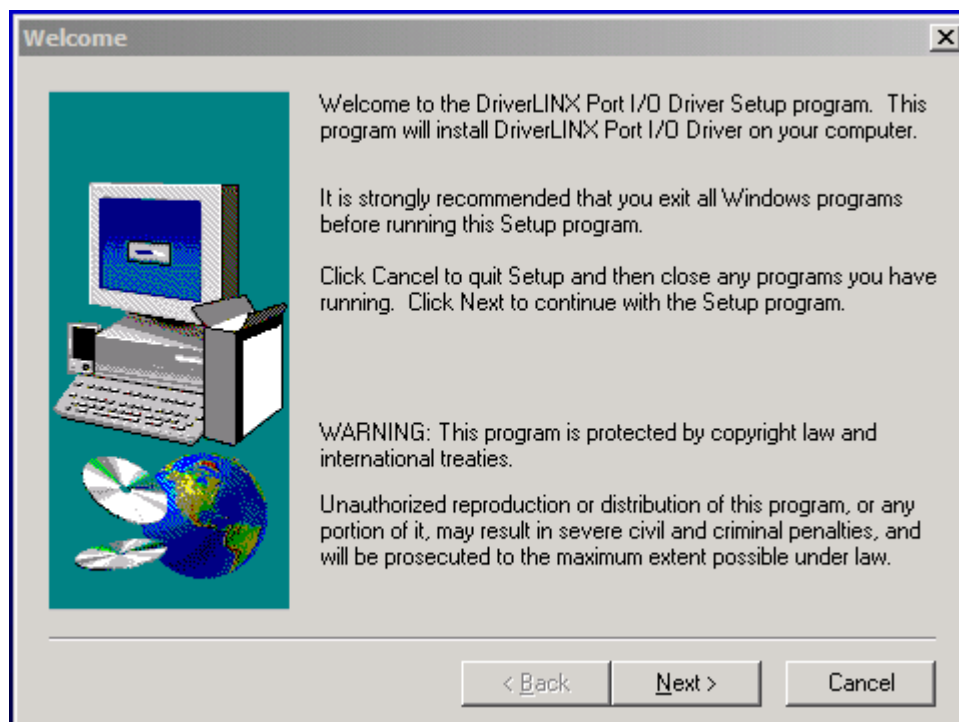 Welcome
Welcome to the DriverLINX Port I/O Driver Setup program.  This
program will install DriverLINX Port I/O Driver on your computer.
It is strongly recommended that you exit all Windows programs
before running this Setup program.
Click Cancel to quit Setup and then close any programs you have
running.  Click Next to continue with the Setup program.
WARNING: This program is protected by copyright law and
international treaties.
Unauthorized reproduction or distribution of this program, or any
portion of it, may result in severe civil and criminal penalties, and
will be prosecuted to the maximum extent possible under law.
< Back
Next >
Cancel